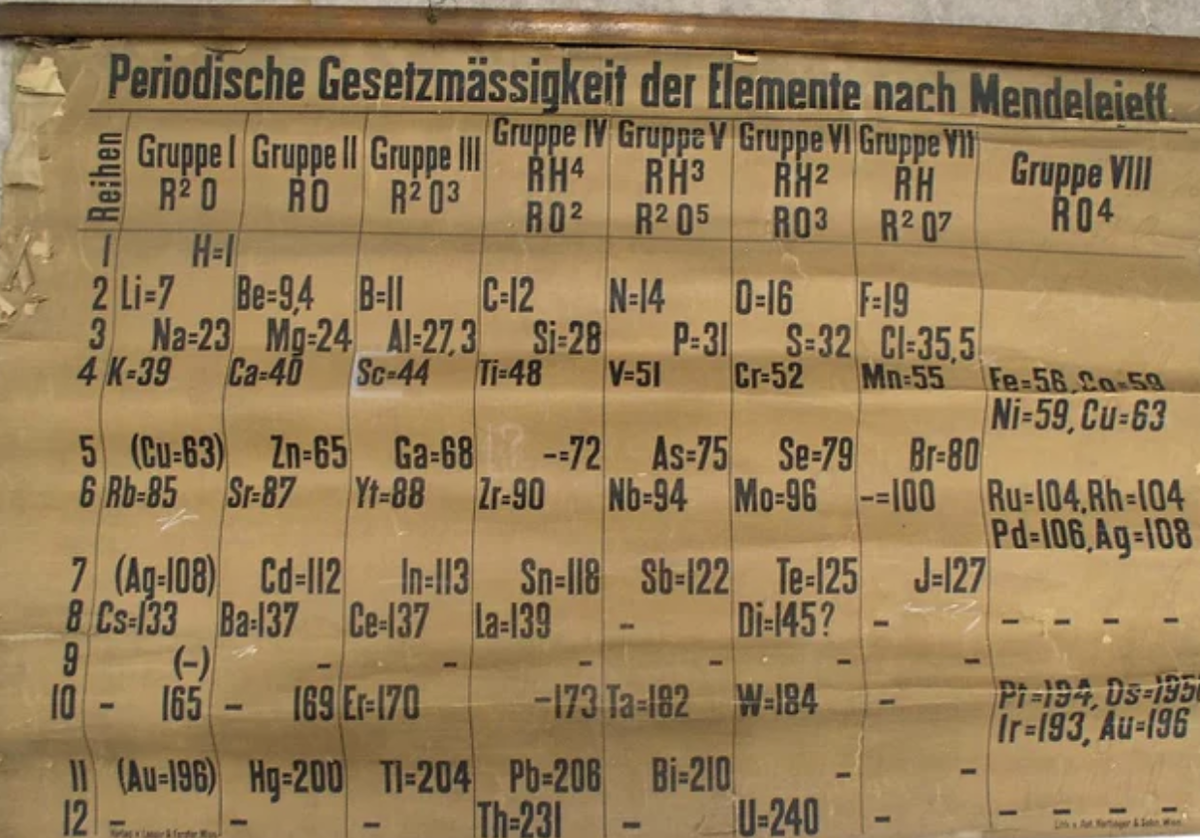 Periodische Gesetzmässigkeit der Elemente nach Mendelejeff.
Reihen Gruppe I Gruppe II Gruppe III Gruppe IV Gruppe V Gruppe VI Gruppe VII Gruppe VIII
RH⁴ RH³ RH² RH
R²O RO R²O³ RO² R²O⁵ RO³ R²O⁷ RO⁴
1 H=1
2 Li=7 Be=9,4 B=11 C=12 N=14 O=16 F=19
3 Na=23 Mg=24 Al=27,3 Si=28 P=31 S=32 Cl=35,5
4 K=39 Ca=40 Sc=44 Ti=48 V=51 Cr=52 Mn=55 Fe=56, Co=59
Ni=59, Cu=63
5 (Cu=63) Zn=65 Ga=68 -=72 As=75 Se=79 Br=80
6 Rb=85 Sr=87 Yt=88 Zr=90 Nb=94 Mo=96 -=100 Ru=104, Rh=104
Pd=106, Ag=108
7 (Ag=108) Cd=112 In=113 Sn=118 Sb=122 Te=125 J=127
8 Cs=133 Ba=137 Ce=137 La=139 - Di=145? - - - - -
9 (-) - - - - - -
10 - 165 - 169 Er=170 -173 Ta=182 W=184 - Pt=194, Os=195
Ir=193, Au=196
11 (Au=196) Hg=200 Tl=204 Pb=206 Bi=210 - -
12 - - - Th=231 - U=240 - - - - -